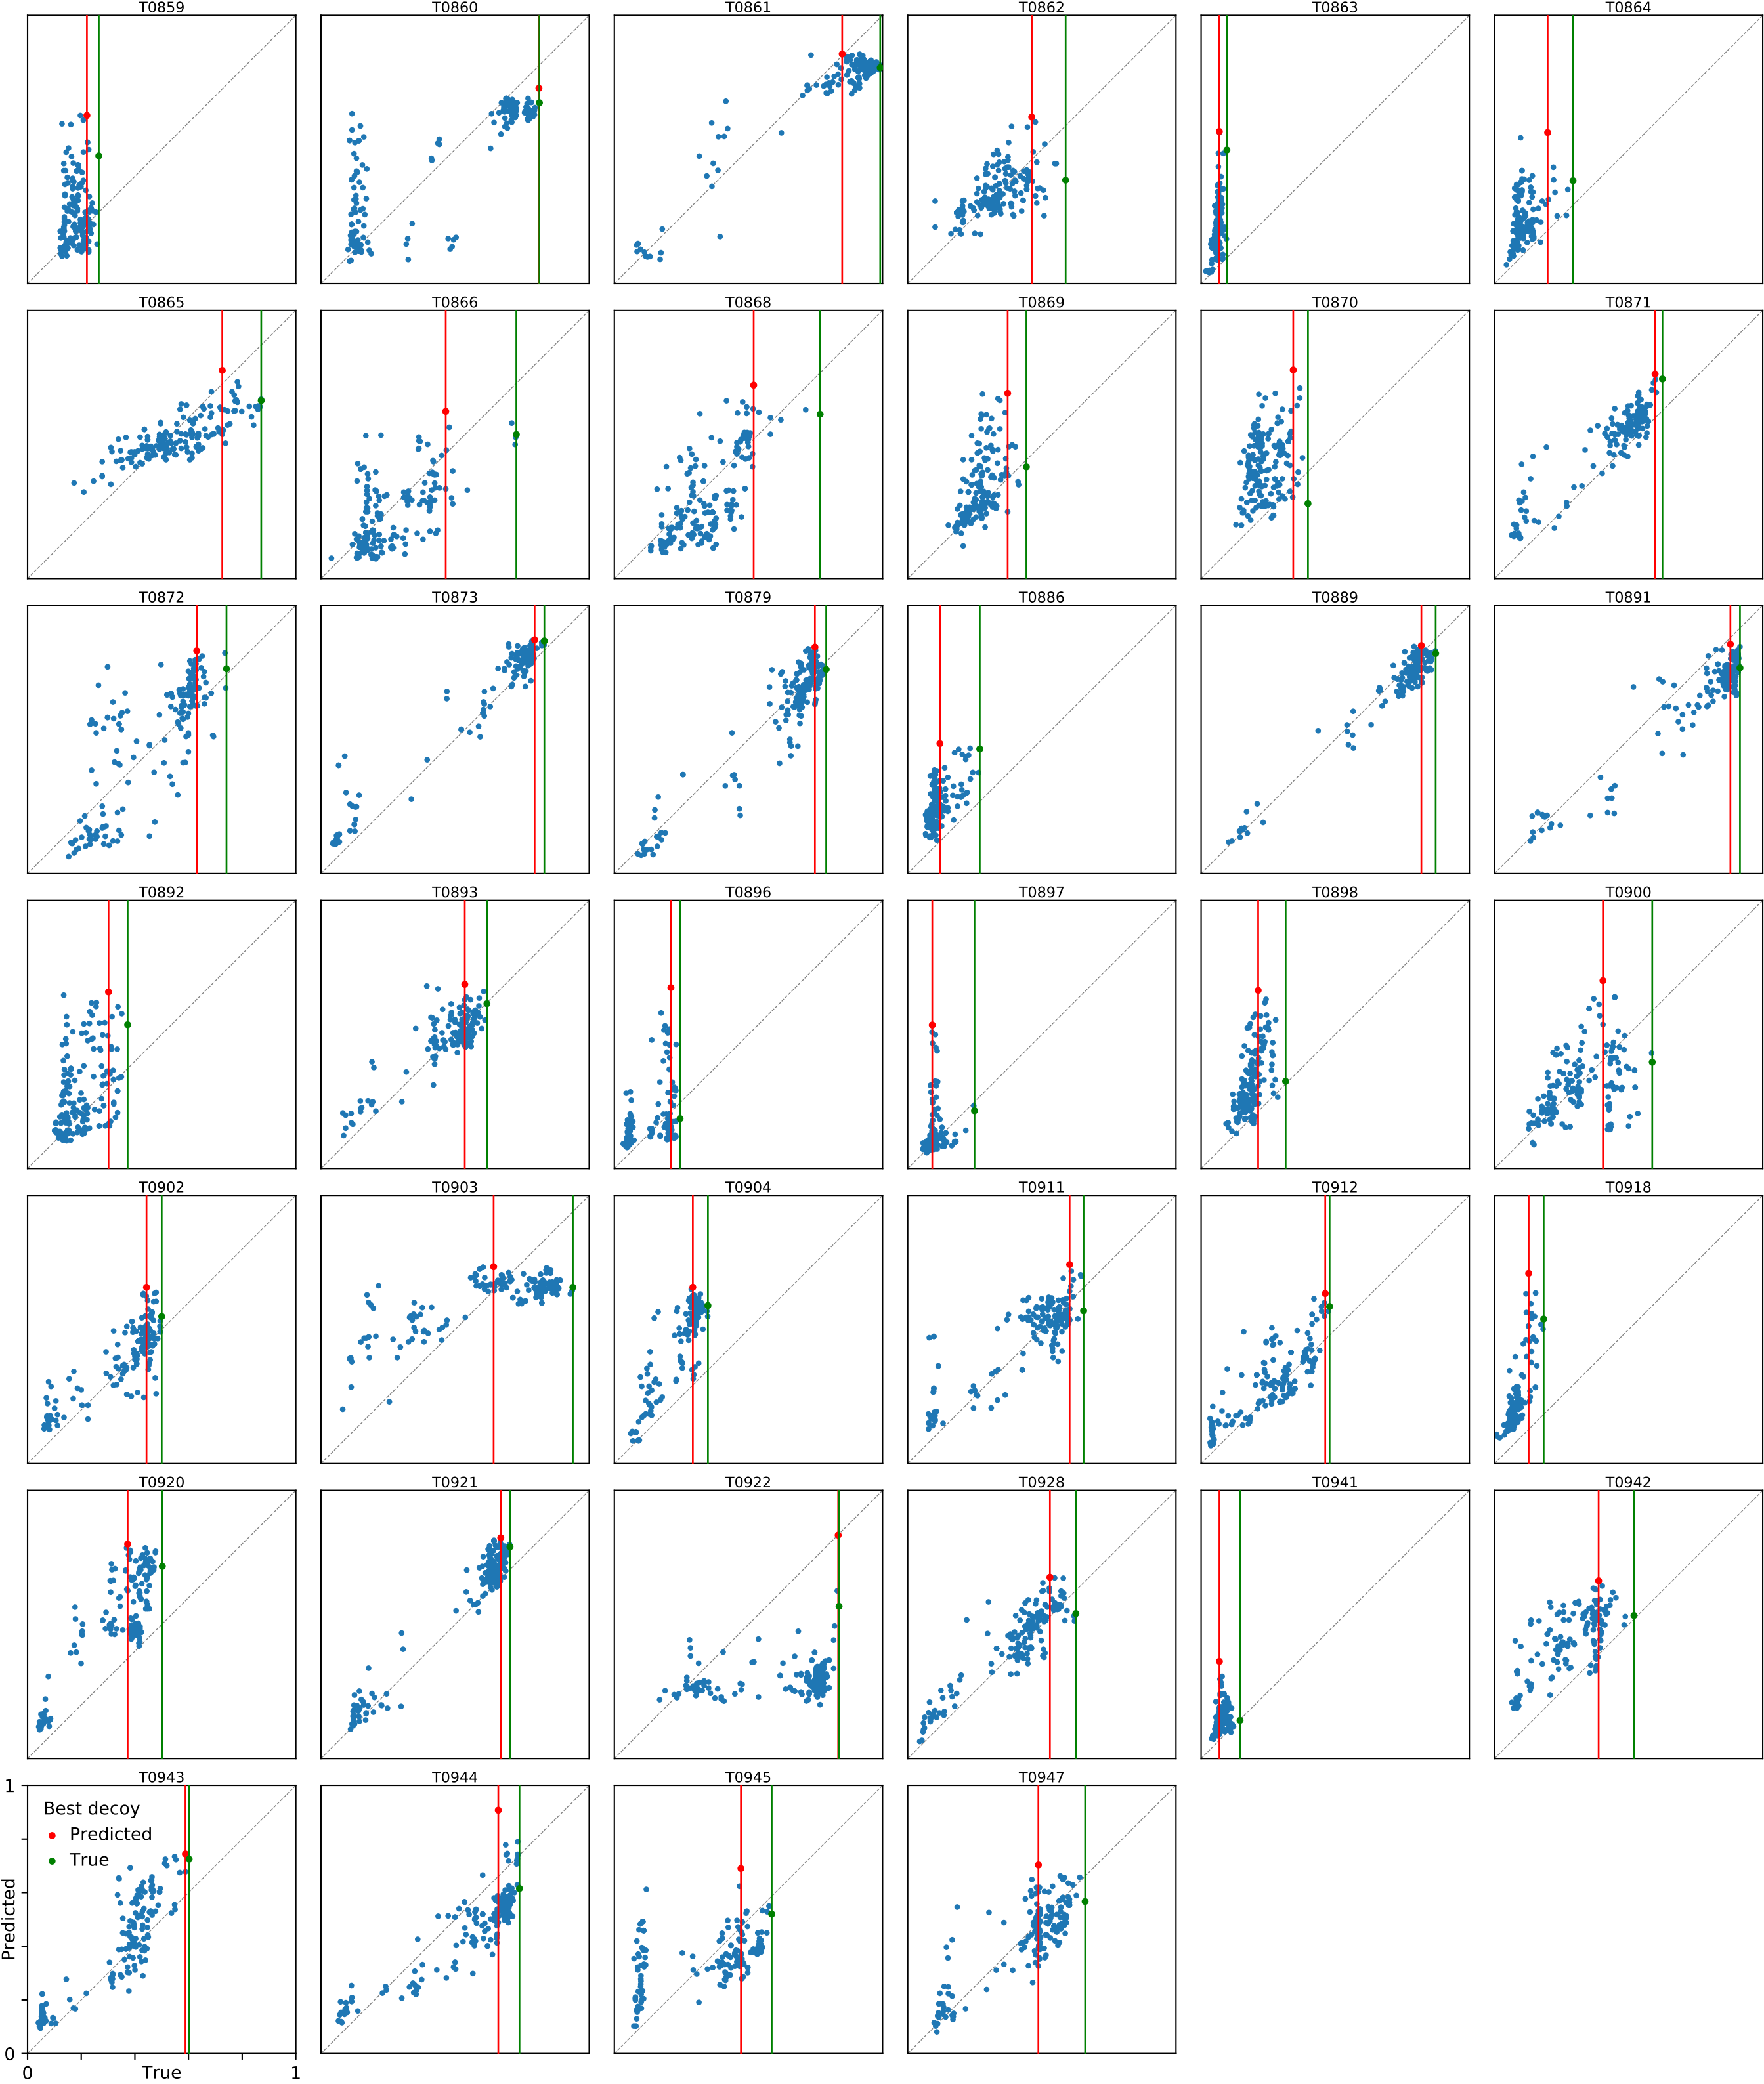 T0859 T0860 T0861 T0862 T0863 T0864
T0865 T0866 T0868 T0869 T0870 T0871
T0872 T0873 T0879 T0886 T0889 T0891
T0892 T0893 T0896 T0897 T0898 T0900
T0902 T0903 T0904 T0911 T0912 T0918
T0920 T0921 T0922 T0928 T0941 T0942
T0943 T0944 T0945 T0947
1
Best decoy
Predicted
True
Predicted
0
0 True 1